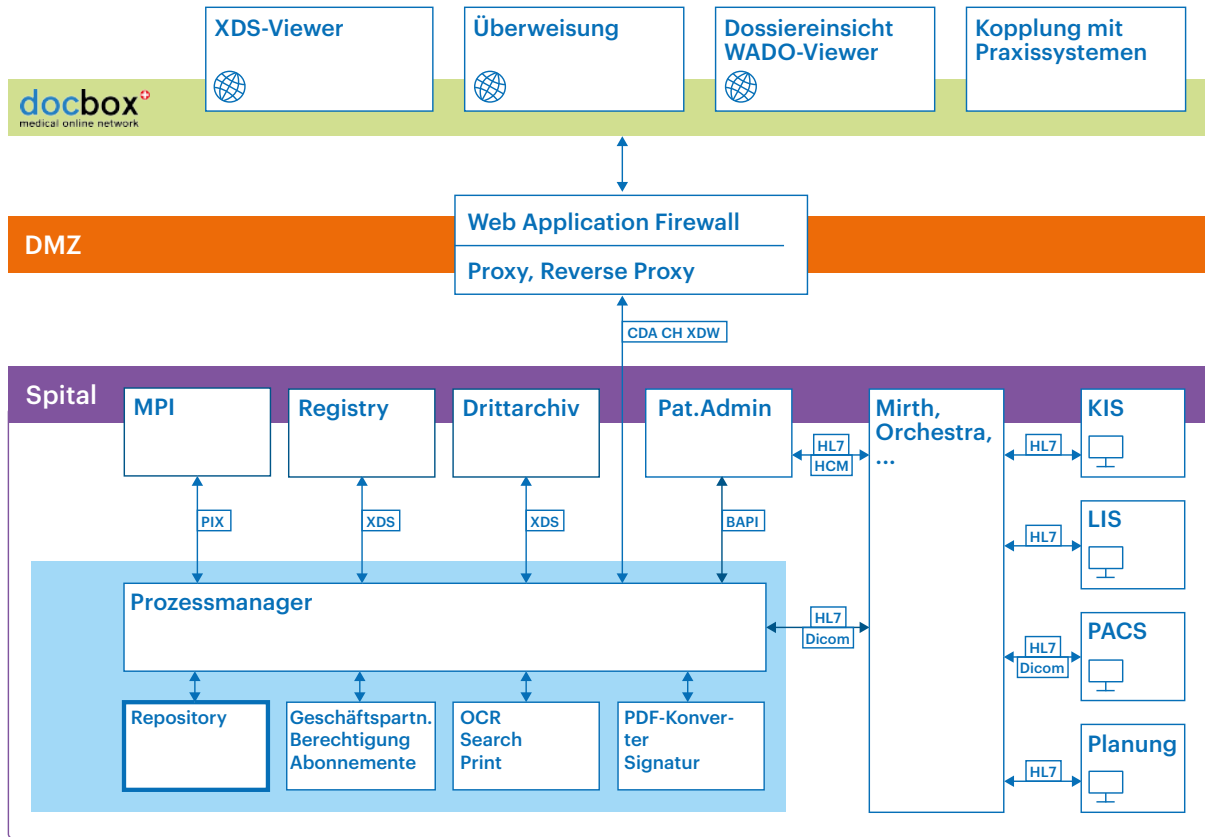 XDS-Viewer
Überweisung
Dossiereinsicht
WADO-Viewer
Kopplung mit
Praxissystemen
docbox
medical online network
Web Application Firewall
DMZ
Proxy, Reverse Proxy
CDA CH XDW
Spital
MPI
Registry
Drittarchiv
Pat.Admin
Mirth,
Orchestra,
...
KIS
HL7
HCM
HL7
PIX
XDS
XDS
BAPI
LIS
HL7
Prozessmanager
HL7
Dicom
PACS
HL7
Dicom
Repository
Geschäftspartn.
Berechtigung
Abonnemente
OCR
Search
Print
PDF-Konver-
ter
Signatur
Planung
HL7